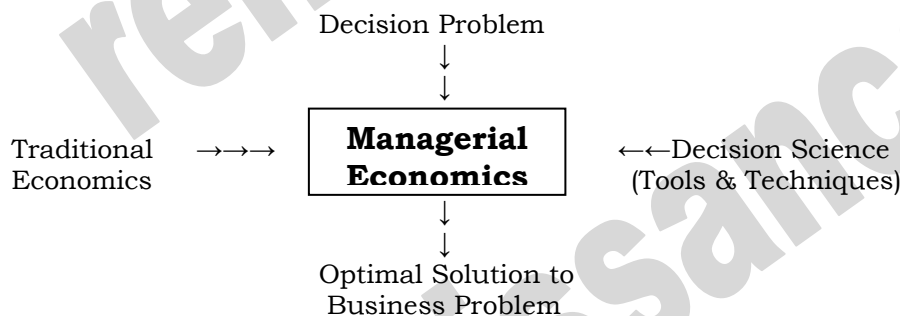 Decision Problem
↓
↓
Traditional Economics →→→
Managerial Economics
←←Decision Science
(Tools & Techniques)
↓
↓
Optimal Solution to
Business Problem